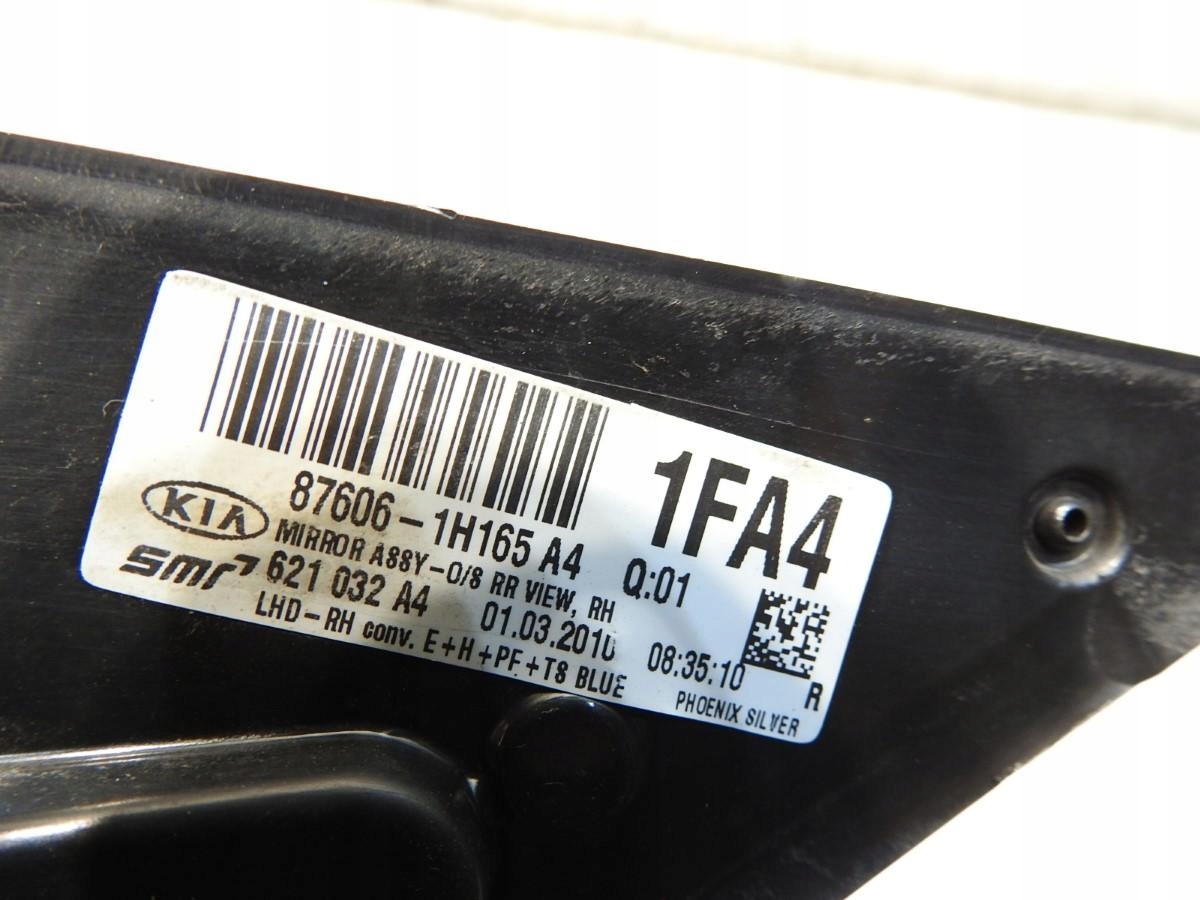 1FA4
87606-1H165 A4
KIA
MIRROR ASSY-O/S RR VIEW, RH
Q:01
smr
621 032 A4
01.03.2010
08:35:10
R
LHD-RH conv. E+H+PF+TS BLUE
PHOENIX SILVER